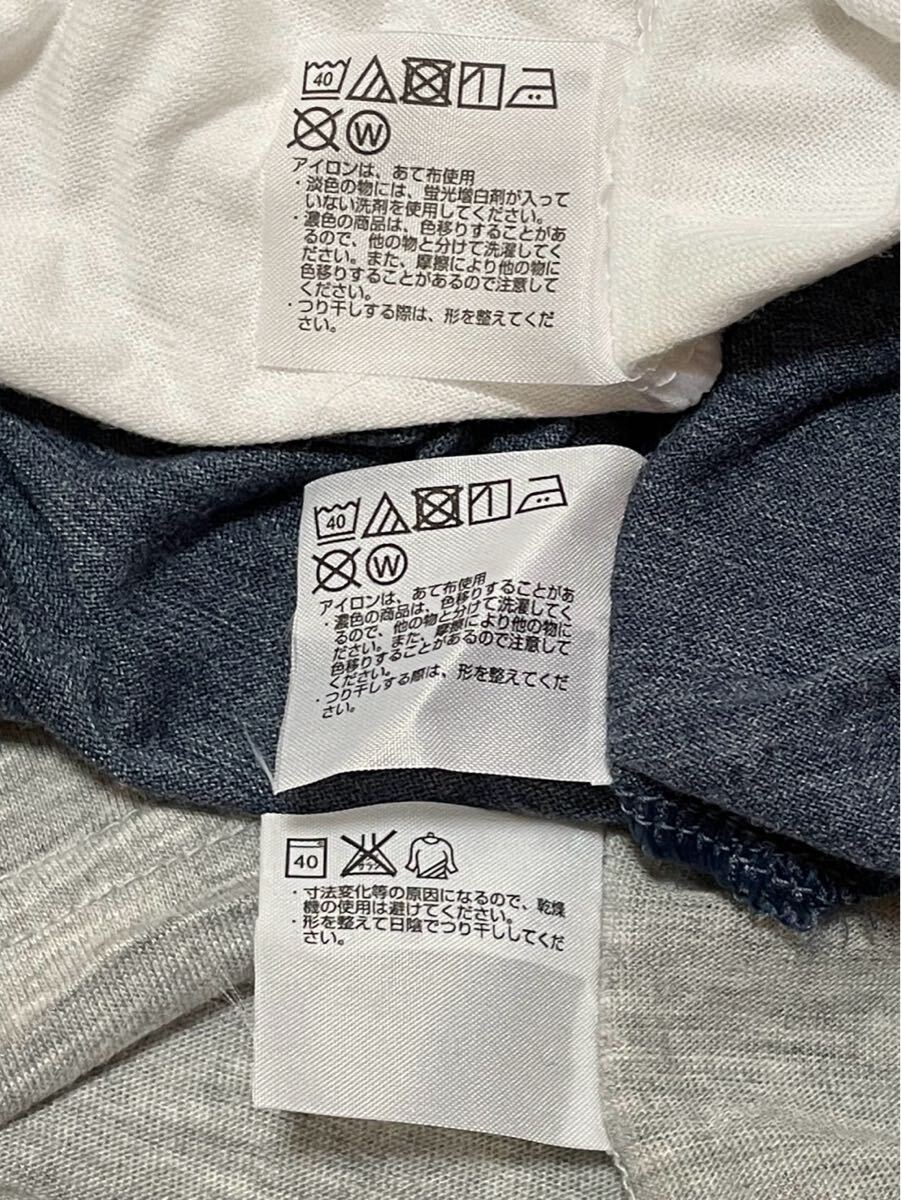 40
W
アイロンは、あて布使用
・淡色の物には、蛍光増白剤が入って
いない洗剤を使用してください。
・濃色の商品は、色移りすることがあ
るので、他の物と分けて洗濯してく
ださい。また、摩擦により他の物に
色移りすることがあるので注意して
ください。
・つり干しする際は、形を整えてくだ
さい。
40
W
アイロンは、あて布使用
・濃色の商品は、色移りすることがあ
るので、他の物と分けて洗濯してく
ださい。また、摩擦により他の物に
色移りすることがあるので注意して
ください。
・つり干しする際は、形を整えてくだ
さい。
40
・寸法変化等の原因になるので、乾燥
機の使用は避けてください。
・形を整えて日陰でつり干ししてくだ
さい。